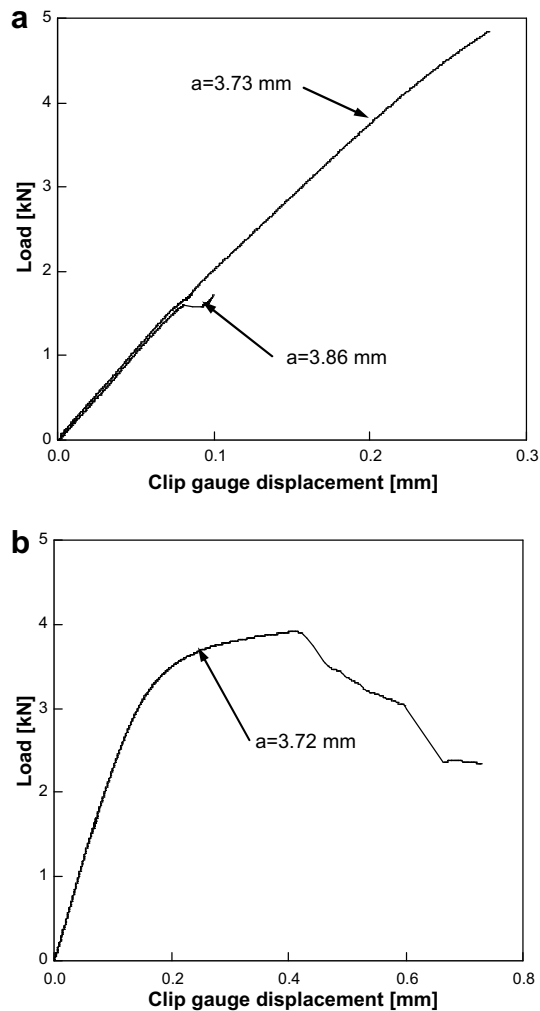 a
5
4
3
2
1
0
Load [kN]
a=3.73 mm
a=3.86 mm
0.0 0.1 0.2 0.3
Clip gauge displacement [mm]
b
5
4
3
2
1
0
Load [kN]
a=3.72 mm
0.0 0.2 0.4 0.6 0.8
Clip gauge displacement [mm]